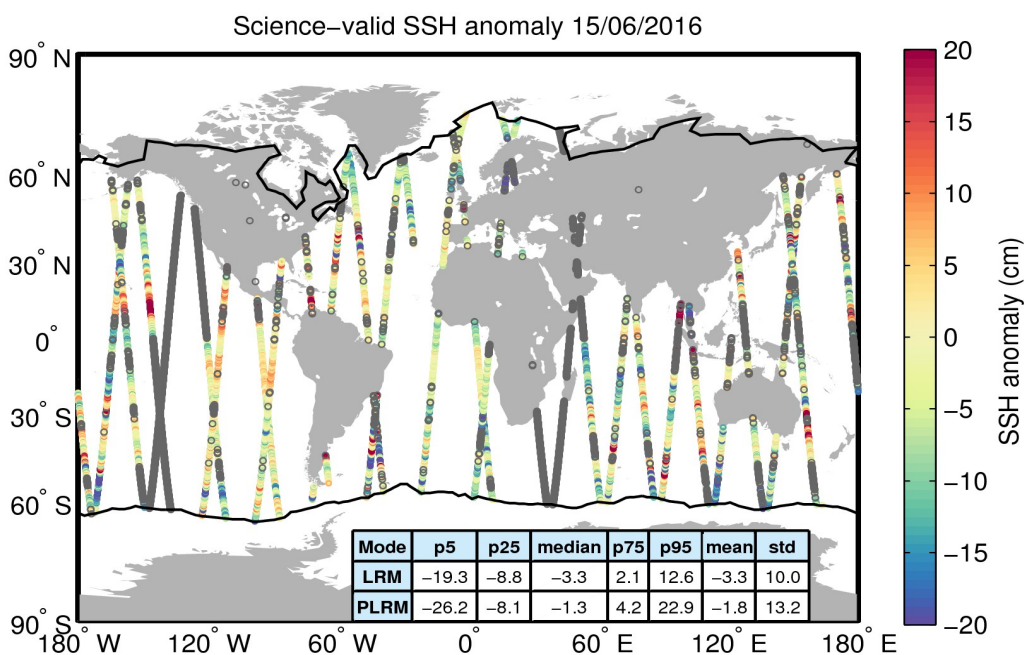 Science−valid SSH anomaly 15/06/2016
90° N
60° N
30° N
0°
30° S
60° S
90° S
180° W
120° W
60° W
0°
60° E
120° E
180° E
Mode p5 p25 median p75 p95 mean std
LRM −19.3 −8.8 −3.3 2.1 12.6 −3.3 10.0
PLRM −26.2 −8.1 −1.3 4.2 22.9 −1.8 13.2
20
15
10
5
0
−5
−10
−15
−20
SSH anomaly (cm)